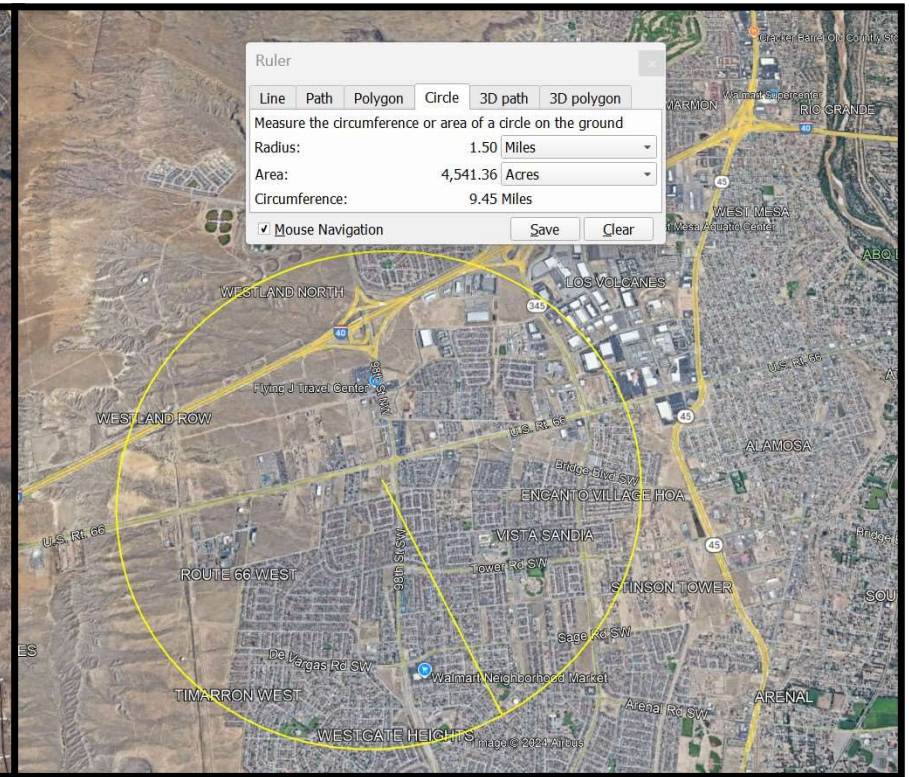 Cracker Barrel Old Country Sto
Ruler
Line Path Polygon Circle 3D path 3D polygon
Measure the circumference or area of a circle on the ground
Radius: 1.50 Miles
Area: 4,541.36 Acres
Circumference: 9.45 Miles
Mouse Navigation Save Clear
MARMON
Walmart Supercenter
RIO GRANDE
40
45
WEST MESA
t Mesa Aquatic Center
ABQ
WESTLAND NORTH
LOS VOLCANES
345
40
98th St NW
Flying J Travel Center
U.S. Rt. 66
WESTLAND ROW
45
U.S. Rt. 66
ALAMOSA
Bridge Blvd SW
ENCANTO VILLAGE HOA
U.S. Rt. 66
VISTA SANDIA
Bridge
98th St SW
45
Tower Rd SW
ROUTE 66 WEST
STINSON TOWER
SOU
Sage Rd SW
ES
De Vargas Rd SW
Walmart Neighborhood Market
TIMARRON WEST
ARENAL
Arenal Rd SW
WESTGATE HEIGHTS
Image © 2024 Airbus